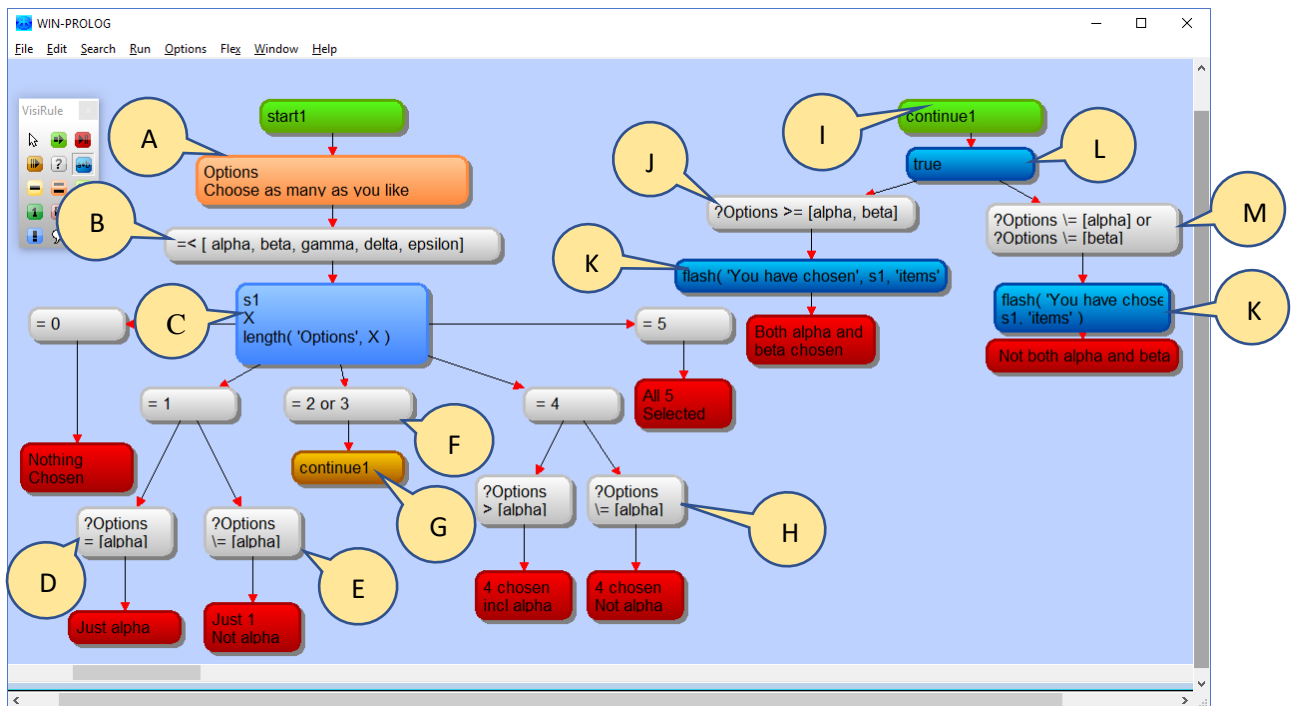 WIN-PROLOG
File Edit Search Run Options Flex Window Help
VisiRule
start1
A
Options
Choose as many as you like
B
=< [ alpha, beta, gamma, delta, epsilon]
C
s1
X
length( 'Options', X )
= 0
Nothing
Chosen
= 1
= 2 or 3
= 4
= 5
All 5
Selected
F
continue1
G
?Options
= [alpha]
D
Just alpha
?Options
\= [alpha]
E
Just 1
Not alpha
?Options
> [alpha]
4 chosen
incl alpha
?Options
\= [alpha]
H
4 chosen
Not alpha
I
continue1
true
L
J
?Options >= [alpha, beta]
K
flash( 'You have chosen', s1, 'items'
Both alpha and
beta chosen
?Options \= [alpha] or
?Options \= [beta]
M
flash( 'You have chose
s1, 'items' )
K
Not both alpha and beta